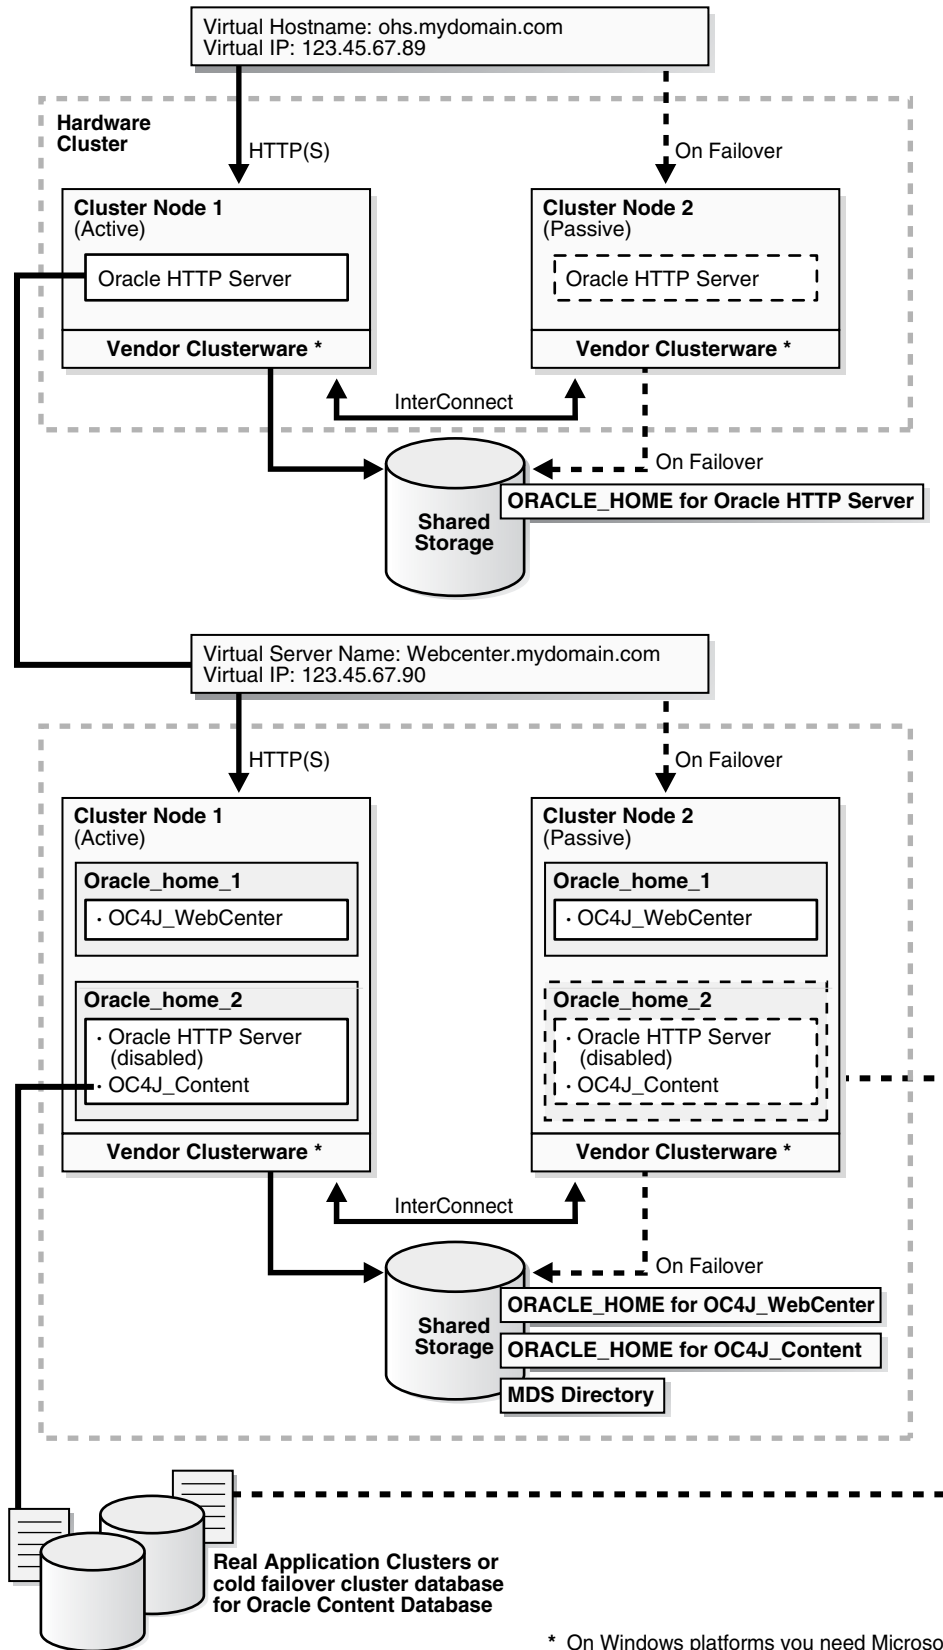 Virtual Hostname: ohs.mydomain.com
Virtual IP: 123.45.67.89
Hardware
Cluster
HTTP(S)
On Failover
Cluster Node 1
(Active)
Oracle HTTP Server
Vendor Clusterware *
Cluster Node 2
(Passive)
Oracle HTTP Server
Vendor Clusterware *
InterConnect
On Failover
Shared
Storage
ORACLE_HOME for Oracle HTTP Server
Virtual Server Name: Webcenter.mydomain.com
Virtual IP: 123.45.67.90
HTTP(S)
On Failover
Cluster Node 1
(Active)
Oracle_home_1
· OC4J_WebCenter
Oracle_home_2
· Oracle HTTP Server
(disabled)
· OC4J_Content
Vendor Clusterware *
Cluster Node 2
(Passive)
Oracle_home_1
· OC4J_WebCenter
Oracle_home_2
· Oracle HTTP Server
(disabled)
· OC4J_Content
Vendor Clusterware *
InterConnect
On Failover
Shared
Storage
ORACLE_HOME for OC4J_WebCenter
ORACLE_HOME for OC4J_Content
MDS Directory
Real Application Clusters or
cold failover cluster database
for Oracle Content Database
* On Windows platforms you need